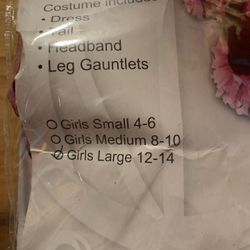 Costume includes
• Dress
• Tail
• Headband
• Leg Gauntlets
O Girls Small 4-6
O Girls Medium 8-10
Ø Girls Large 12-14